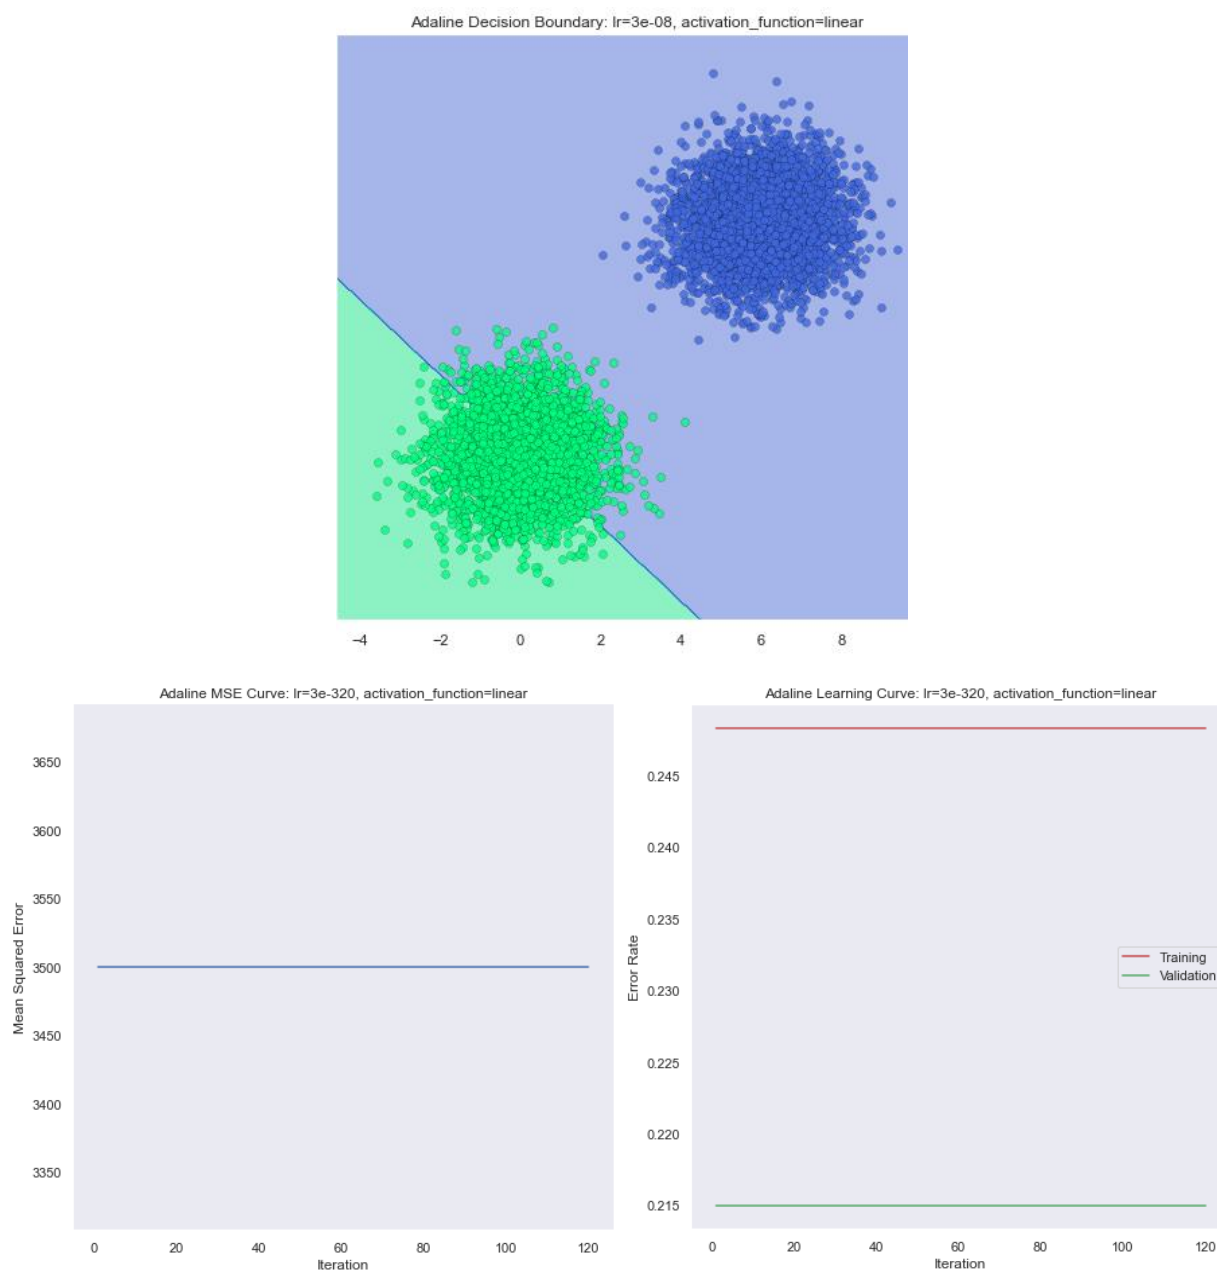 Adaline Decision Boundary: lr=3e-08, activation_function=linear
−4 −2 0 2 4 6 8
Adaline MSE Curve: lr=3e-320, activation_function=linear
3650
3600
3550
3500
3450
3400
3350
Mean Squared Error
0 20 40 60 80 100 120
Iteration
Adaline Learning Curve: lr=3e-320, activation_function=linear
0.245
0.240
0.235
0.230
0.225
0.220
0.215
Error Rate
Training
Validation
0 20 40 60 80 100 120
Iteration